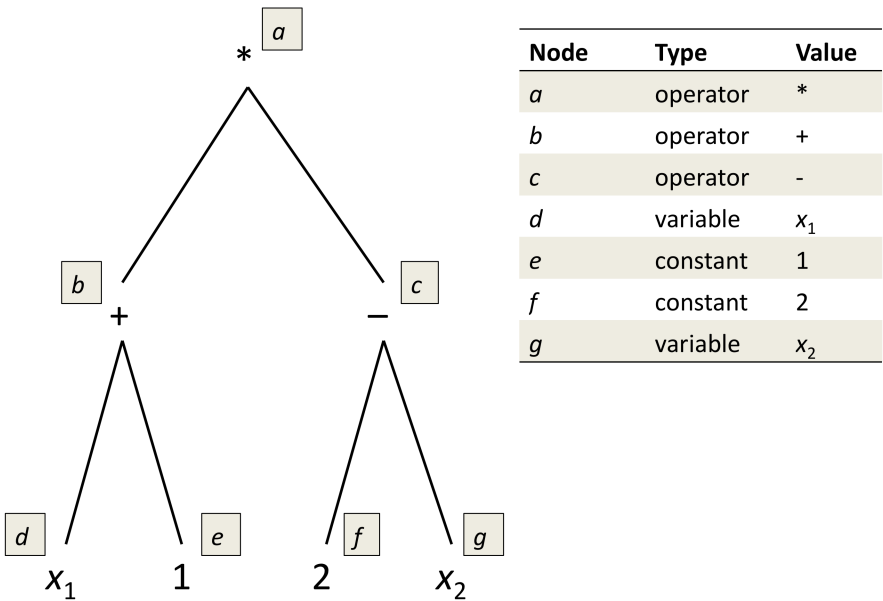 a
*
b
c
+
−
d
e
f
g
x₁
1
2
x₂
Node Type Value
a operator *
b operator +
c operator -
d variable x₁
e constant 1
f constant 2
g variable x₂